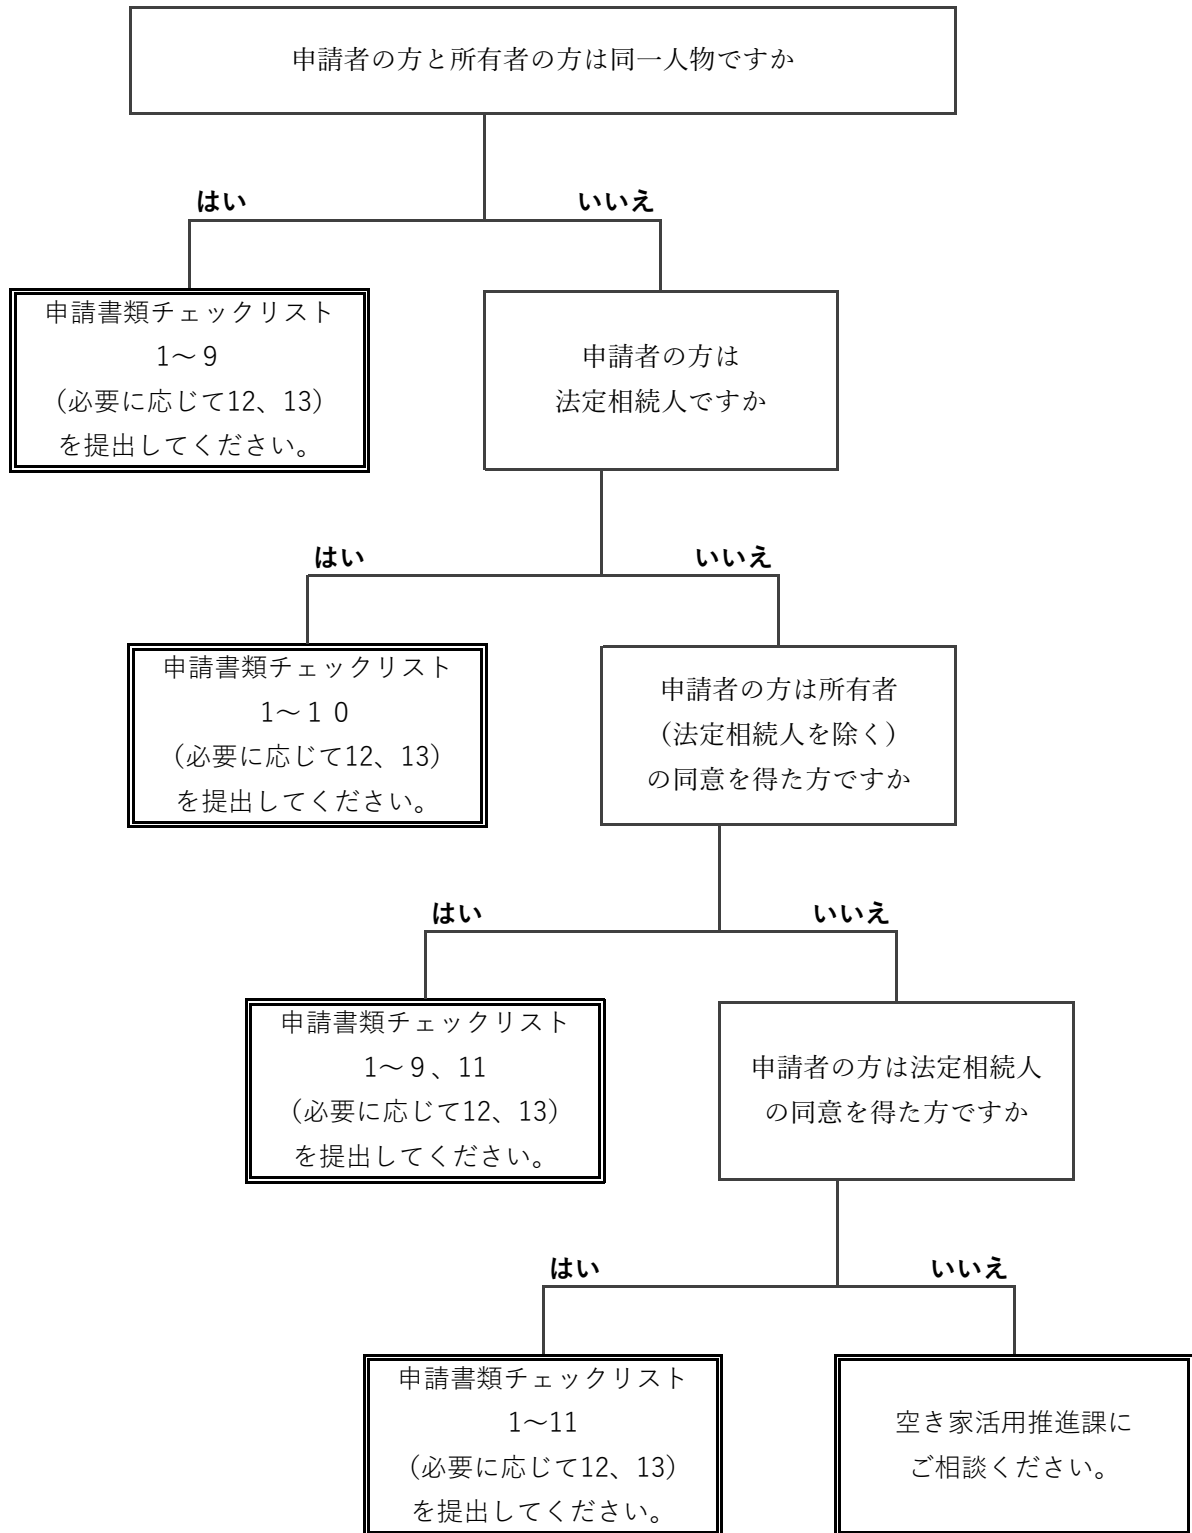 申請者の方と所有者の方は同一人物ですか
はい
いいえ
申請書類チェックリスト
1～９
（必要に応じて12、13）
を提出してください。
申請者の方は
法定相続人ですか
はい
いいえ
申請書類チェックリスト
1～１０
（必要に応じて12、13）
を提出してください。
申請者の方は所有者
（法定相続人を除く）
の同意を得た方ですか
はい
いいえ
申請書類チェックリスト
1～９、11
（必要に応じて12、13）
を提出してください。
申請者の方は法定相続人
の同意を得た方ですか
はい
いいえ
申請書類チェックリスト
1～11
（必要に応じて12、13）
を提出してください。
空き家活用推進課に
ご相談ください。